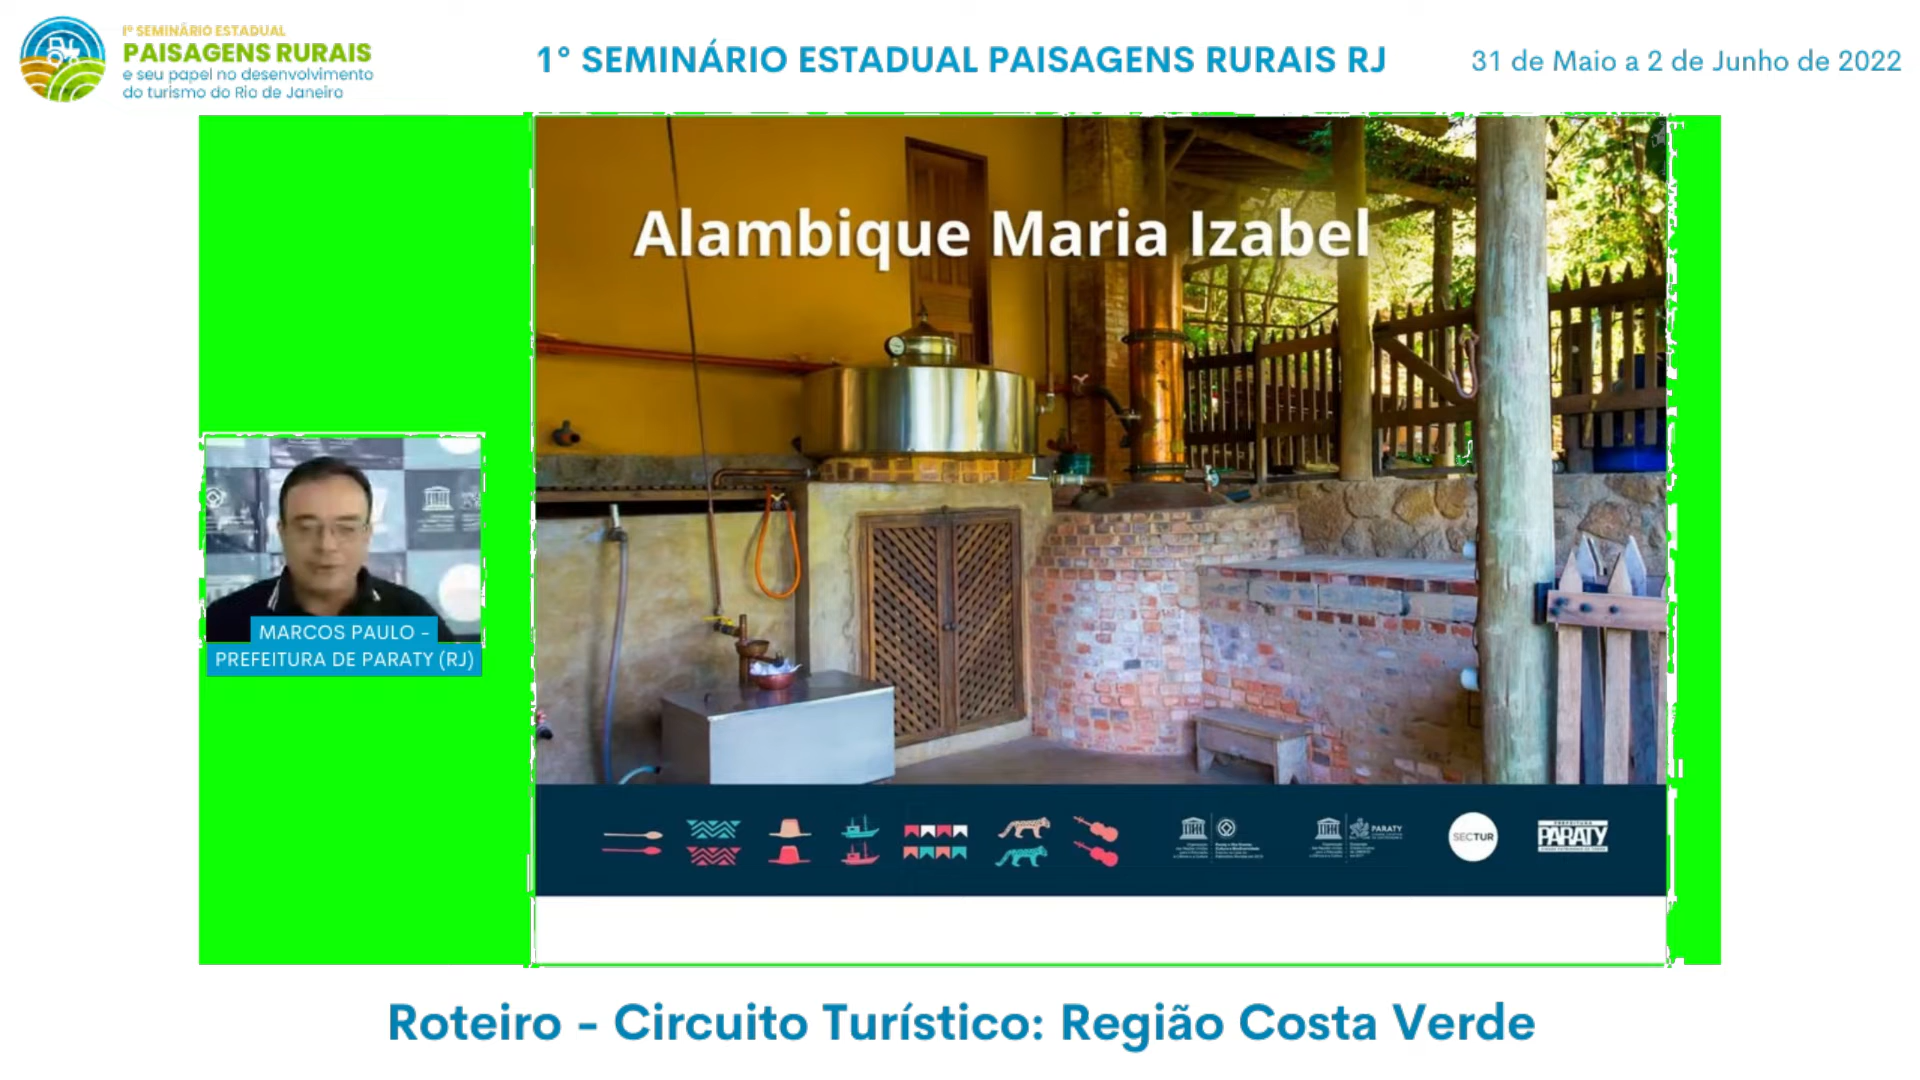 1º SEMINÁRIO ESTADUAL
PAISAGENS RURAIS
e seu papel no desenvolvimento
do turismo do Rio de Janeiro
1° SEMINÁRIO ESTADUAL PAISAGENS RURAIS RJ
31 de Maio a 2 de Junho de 2022
Alambique Maria Izabel
MARCOS PAULO -
PREFEITURA DE PARATY (RJ)
PARATY
SECTUR
PREFEITURA
PARATY
Roteiro - Circuito Turístico: Região Costa Verde